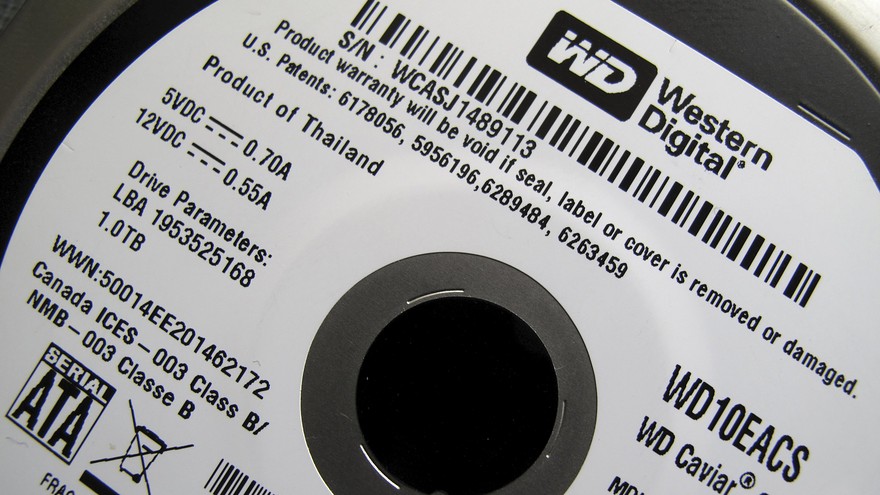 WD
Western
Digital®
S/N: WCASJ1489113
Product warranty will be void if seal, label or cover is removed or damaged.
U.S. Patents: 6178056, 5956196,6289484, 6263459
Product of Thailand
5VDC 0.70A
12VDC 0.55A
Drive Parameters:
LBA 1953525168
1.0TB
WWN:50014EE201462172
Canada ICES-003 Class B/
NMB-003 Classe B
SERIAL
ATA
WD10EACS
WD Caviar®